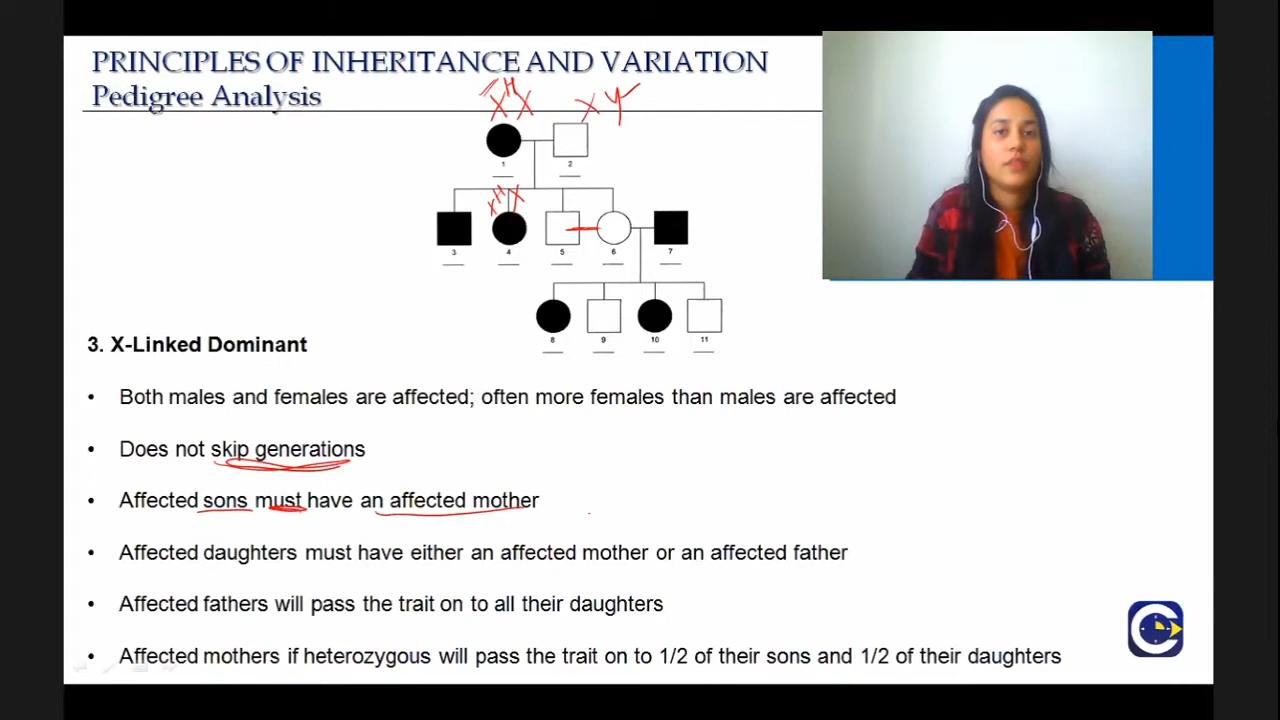 PRINCIPLES OF INHERITANCE AND VARIATION
Pedigree Analysis
X^H X X Y
1 2
X^H X
3 4 5 6 7
8 9 10 11
3. X-Linked Dominant
• Both males and females are affected; often more females than males are affected
• Does not skip generations
• Affected sons must have an affected mother
• Affected daughters must have either an affected mother or an affected father
• Affected fathers will pass the trait on to all their daughters
• Affected mothers if heterozygous will pass the trait on to 1/2 of their sons and 1/2 of their daughters